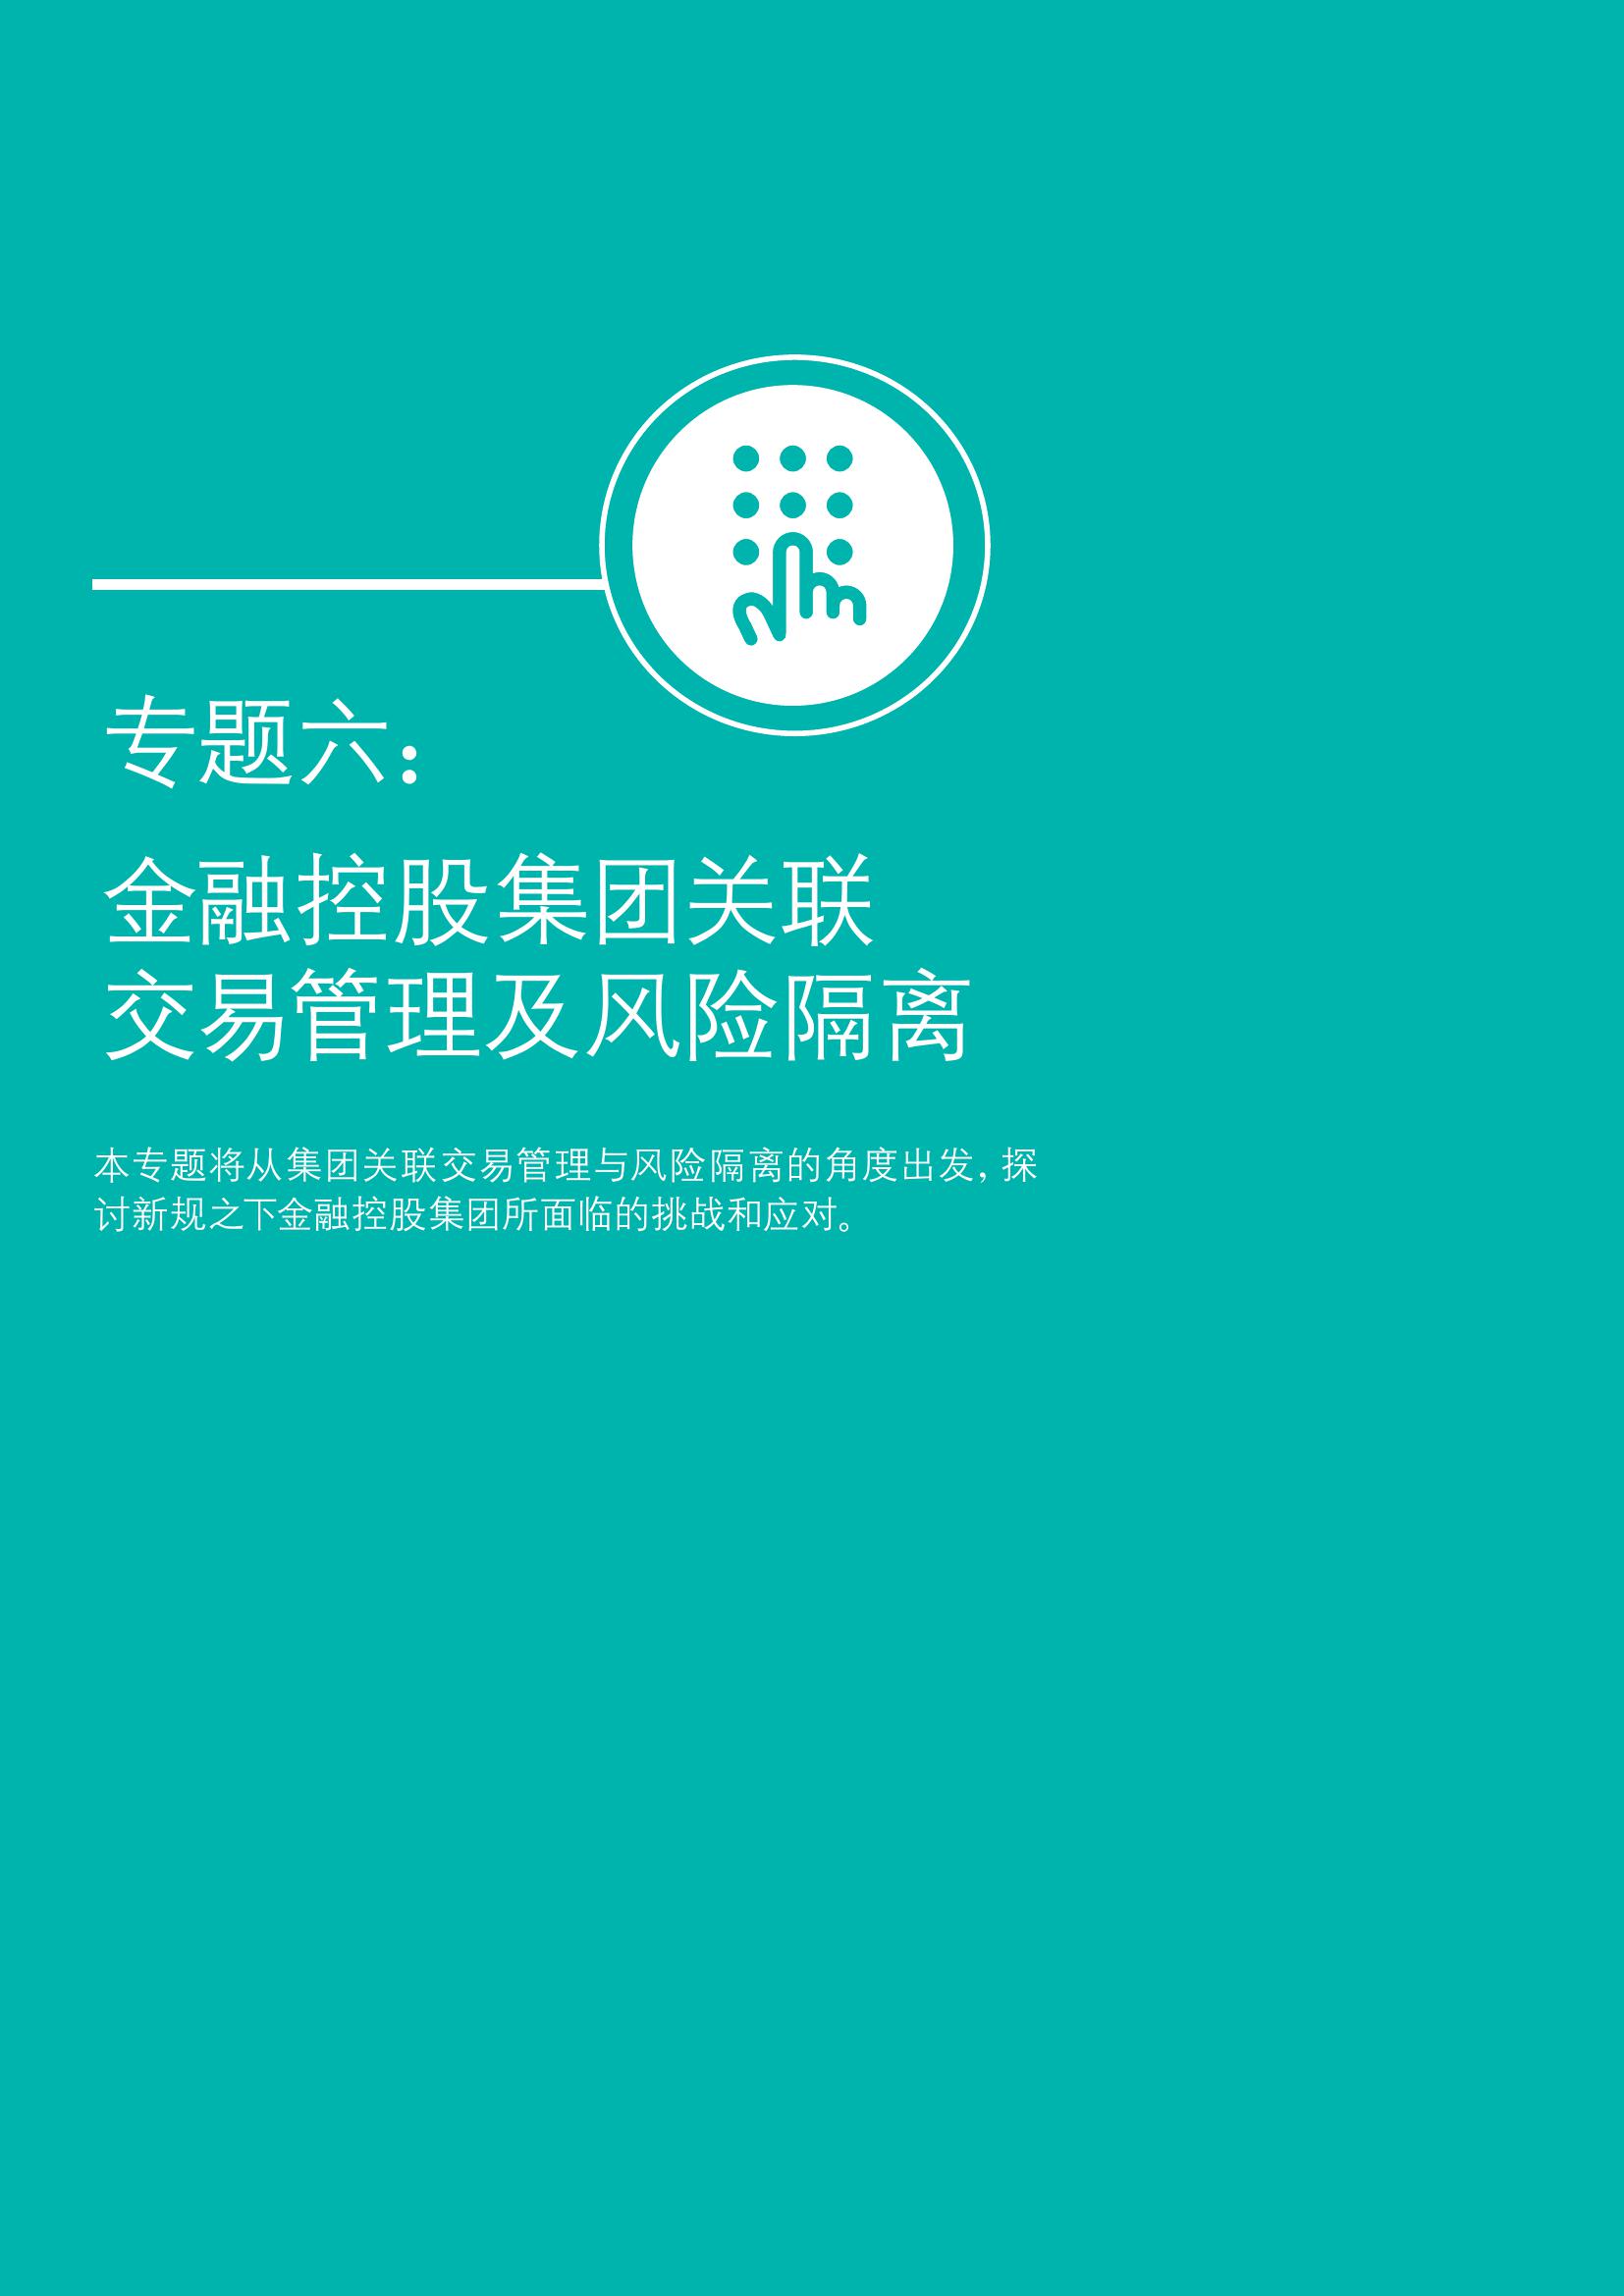 专题六：
金融控股集团关联
交易管理及风险隔离
本专题将从集团关联交易管理与风险隔离的角度出发，探
讨新规之下金融控股集团所面临的挑战和应对。